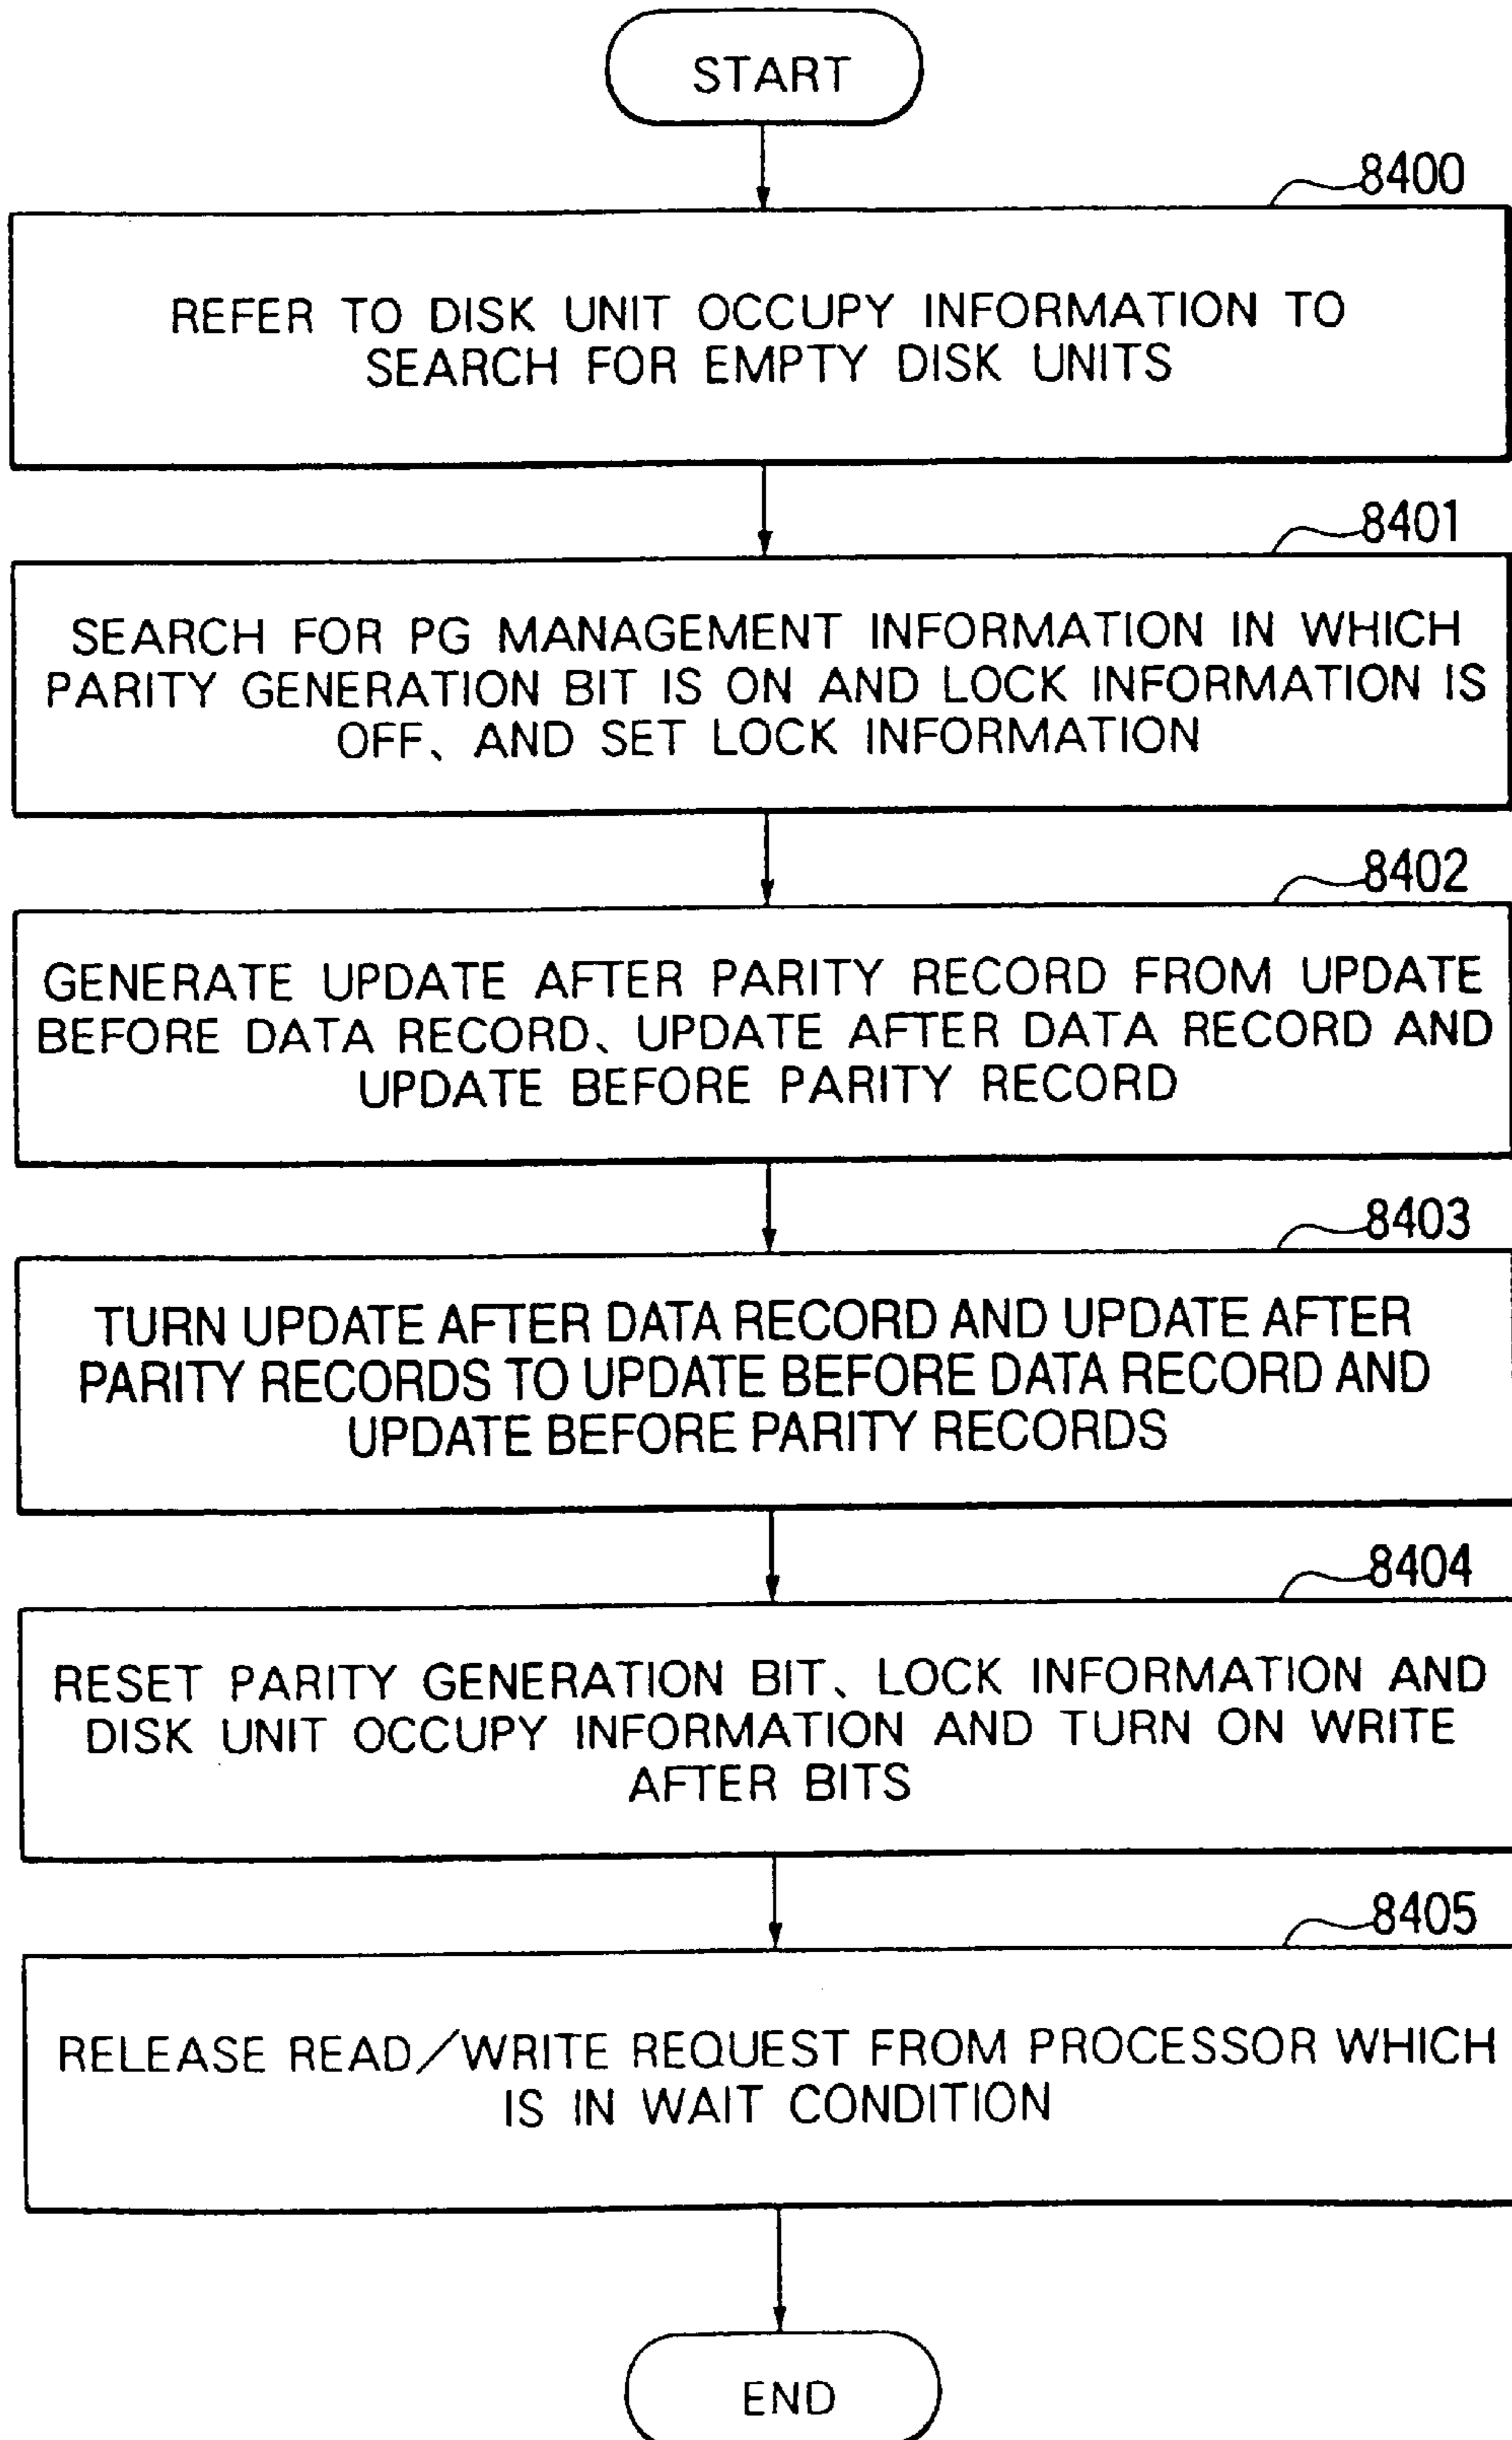 START
8400
REFER TO DISK UNIT OCCUPY INFORMATION TO
SEARCH FOR EMPTY DISK UNITS
8401
SEARCH FOR PG MANAGEMENT INFORMATION IN WHICH
PARITY GENERATION BIT IS ON AND LOCK INFORMATION IS
OFF、AND SET LOCK INFORMATION
8402
GENERATE UPDATE AFTER PARITY RECORD FROM UPDATE
BEFORE DATA RECORD、UPDATE AFTER DATA RECORD AND
UPDATE BEFORE PARITY RECORD
8403
TURN UPDATE AFTER DATA RECORD AND UPDATE AFTER
PARITY RECORDS TO UPDATE BEFORE DATA RECORD AND
UPDATE BEFORE PARITY RECORDS
8404
RESET PARITY GENERATION BIT、LOCK INFORMATION AND
DISK UNIT OCCUPY INFORMATION AND TURN ON WRITE
AFTER BITS
8405
RELEASE READ/WRITE REQUEST FROM PROCESSOR WHICH
IS IN WAIT CONDITION
END